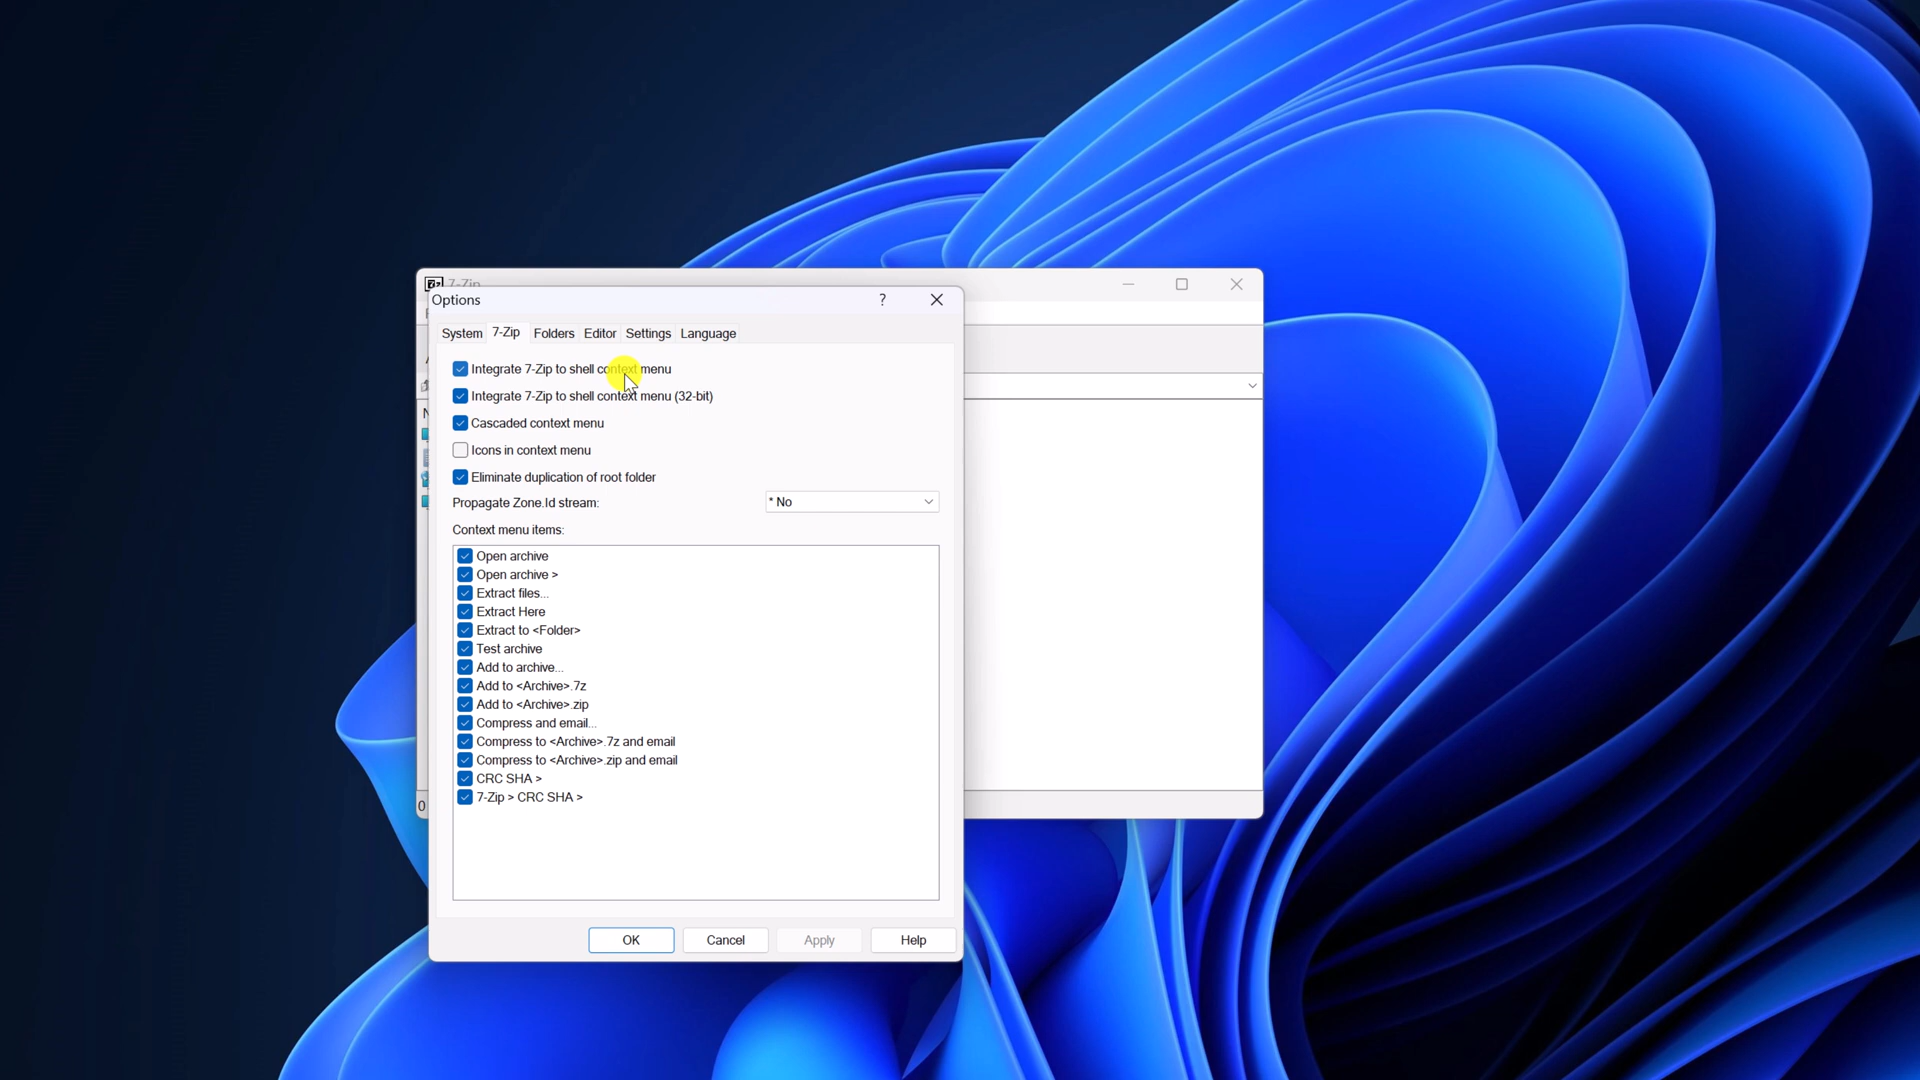 7-Zip
Options
?
System 7-Zip Folders Editor Settings Language
Integrate 7-Zip to shell context menu
Integrate 7-Zip to shell context menu (32-bit)
Cascaded context menu
Icons in context menu
Eliminate duplication of root folder
Propagate Zone.Id stream: * No
Context menu items:
Open archive
Open archive >
Extract files...
Extract Here
Extract to <Folder>
Test archive
Add to archive...
Add to <Archive>.7z
Add to <Archive>.zip
Compress and email...
Compress to <Archive>.7z and email
Compress to <Archive>.zip and email
CRC SHA >
7-Zip > CRC SHA >
0
OK Cancel Apply Help